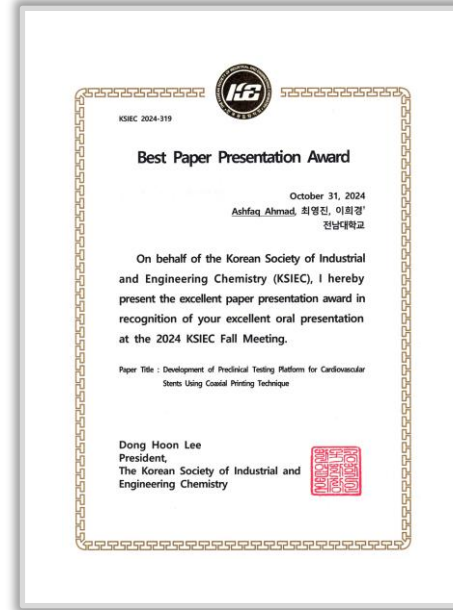 KSIEC 2024-319
Best Paper Presentation Award
October 31, 2024
Ashfaq Ahmad, 최영진, 이희경'
전남대학교
On behalf of the Korean Society of Industrial
and Engineering Chemistry (KSIEC), I hereby
present the excellent paper presentation award in
recognition of your excellent oral presentation
at the 2024 KSIEC Fall Meeting.
Paper Title : Development of Preclinical Testing Platform for Cardiovascular
Stents Using Coaxial Printing Technique
Dong Hoon Lee
President,
The Korean Society of Industrial and
Engineering Chemistry